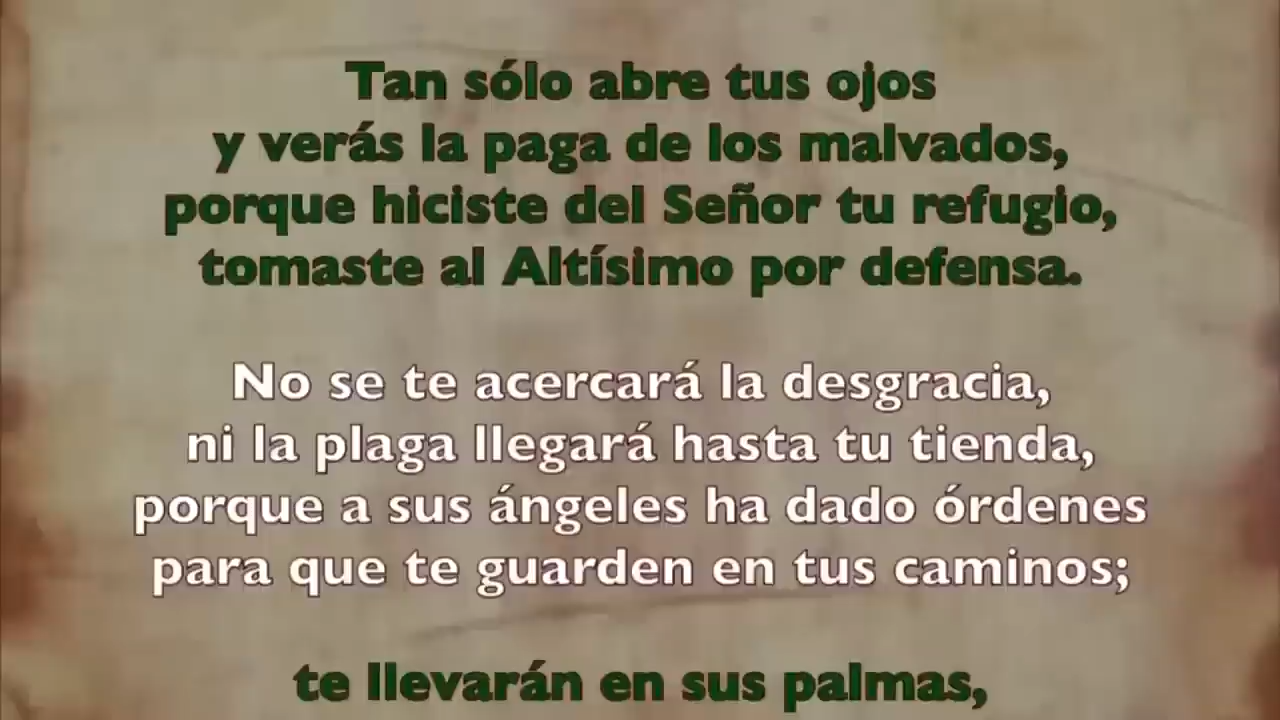 Tan sólo abre tus ojos
y verás la paga de los malvados,
porque hiciste del Señor tu refugio,
tomaste al Altísimo por defensa.
No se te acercará la desgracia,
ni la plaga llegará hasta tu tienda,
porque a sus ángeles ha dado órdenes
para que te guarden en tus caminos;
te llevarán en sus palmas,